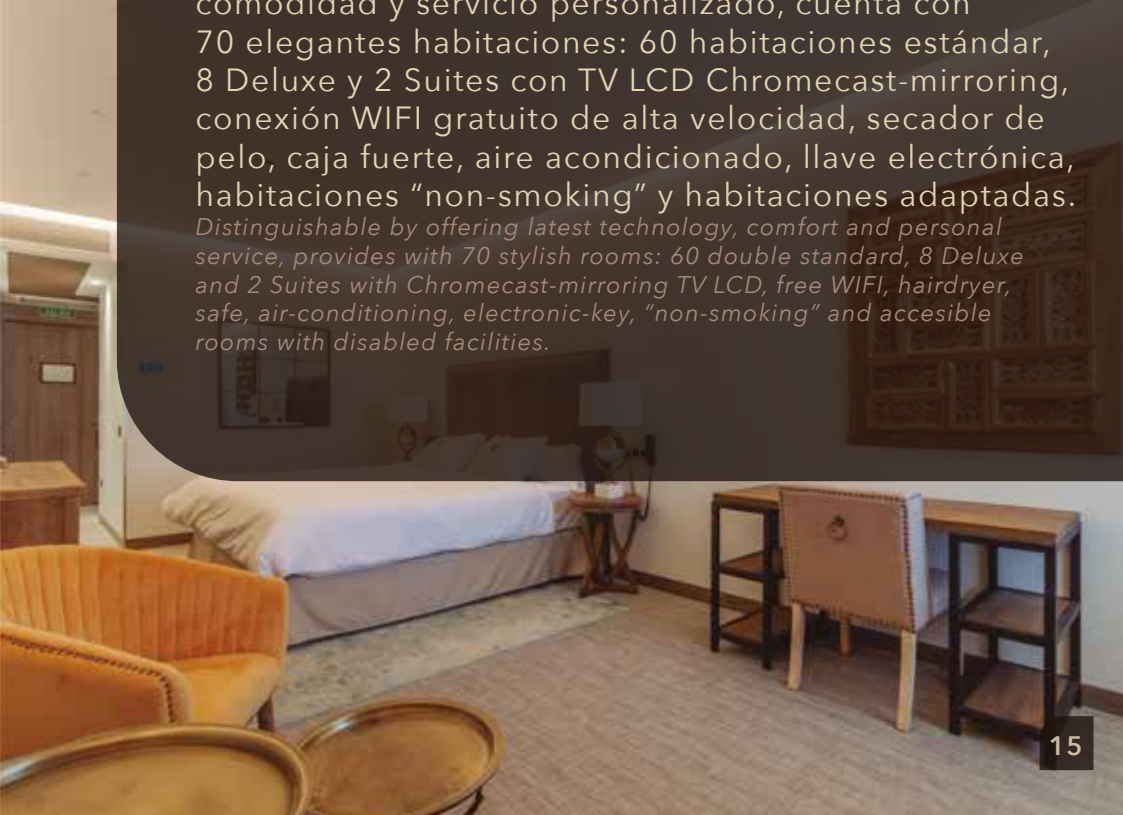 comodidad y servicio personalizado, cuenta con
70 elegantes habitaciones: 60 habitaciones estándar,
8 Deluxe y 2 Suites con TV LCD Chromecast-mirroring,
conexión WIFI gratuito de alta velocidad, secador de
pelo, caja fuerte, aire acondicionado, llave electrónica,
habitaciones “non-smoking” y habitaciones adaptadas.
Distinguishable by offering latest technology, comfort and personal
service, provides with 70 stylish rooms: 60 double standard, 8 Deluxe
and 2 Suites with Chromecast-mirroring TV LCD, free WIFI, hairdryer,
safe, air-conditioning, electronic-key, “non-smoking” and accesible
rooms with disabled facilities.
15